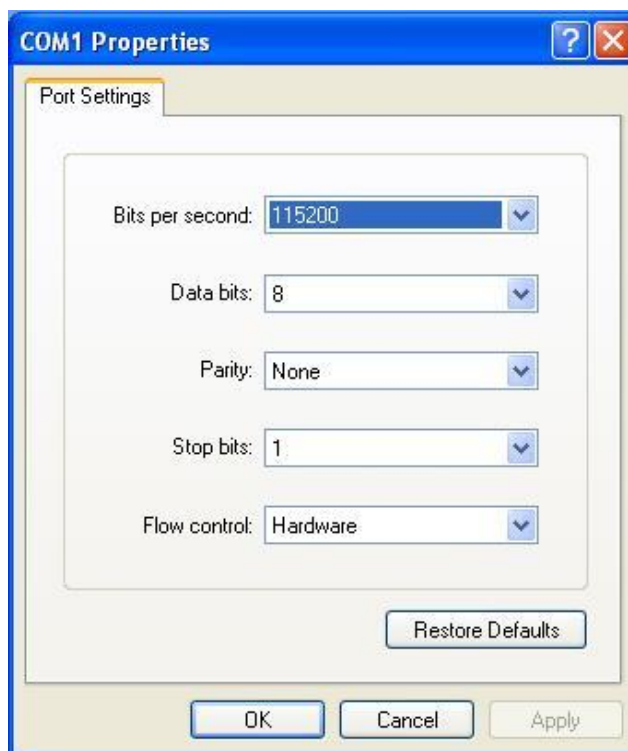 COM1 Properties
Port Settings
Bits per second: 115200
Data bits: 8
Parity: None
Stop bits: 1
Flow control: Hardware
Restore Defaults
OK Cancel Apply